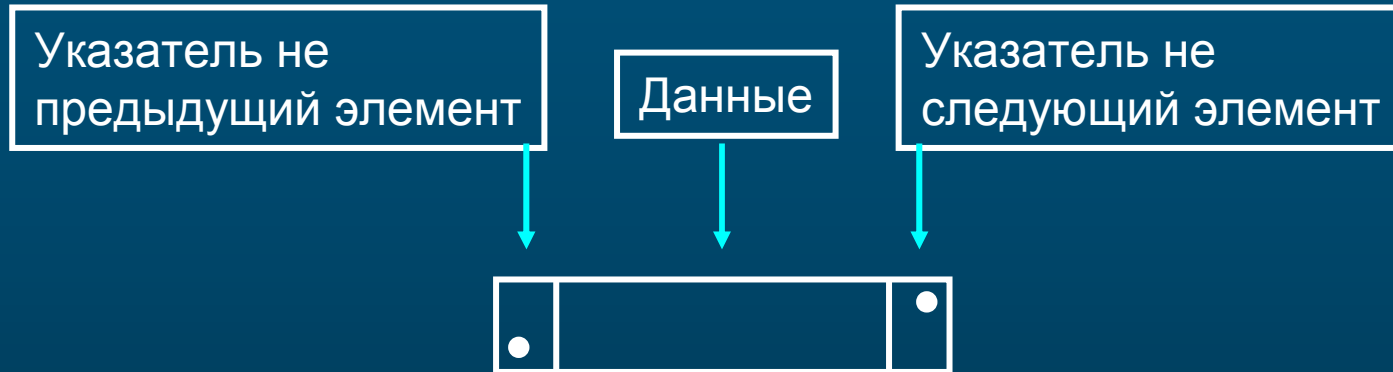 Указатель не
предыдущий элемент
Данные
Указатель не
следующий элемент